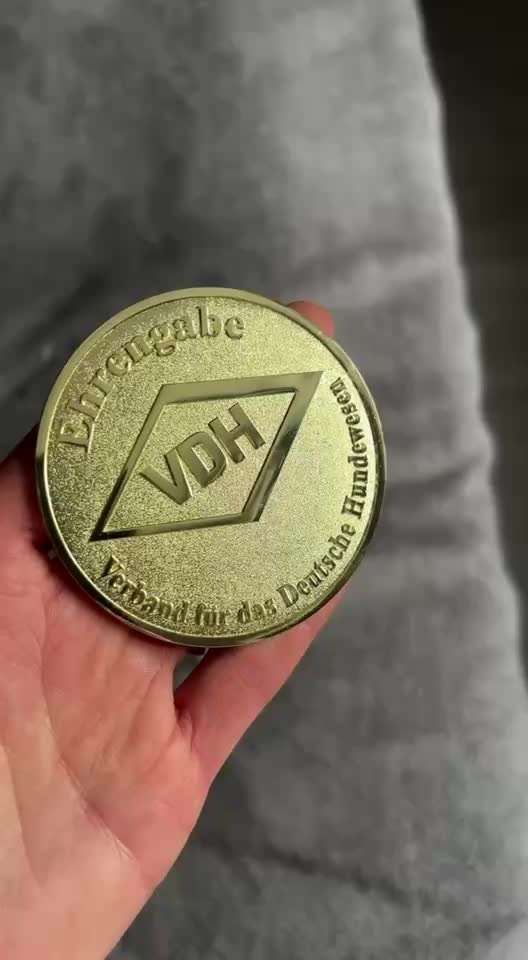 Ehrengabe
VDH
Verband für das Deutsche Hundewesen